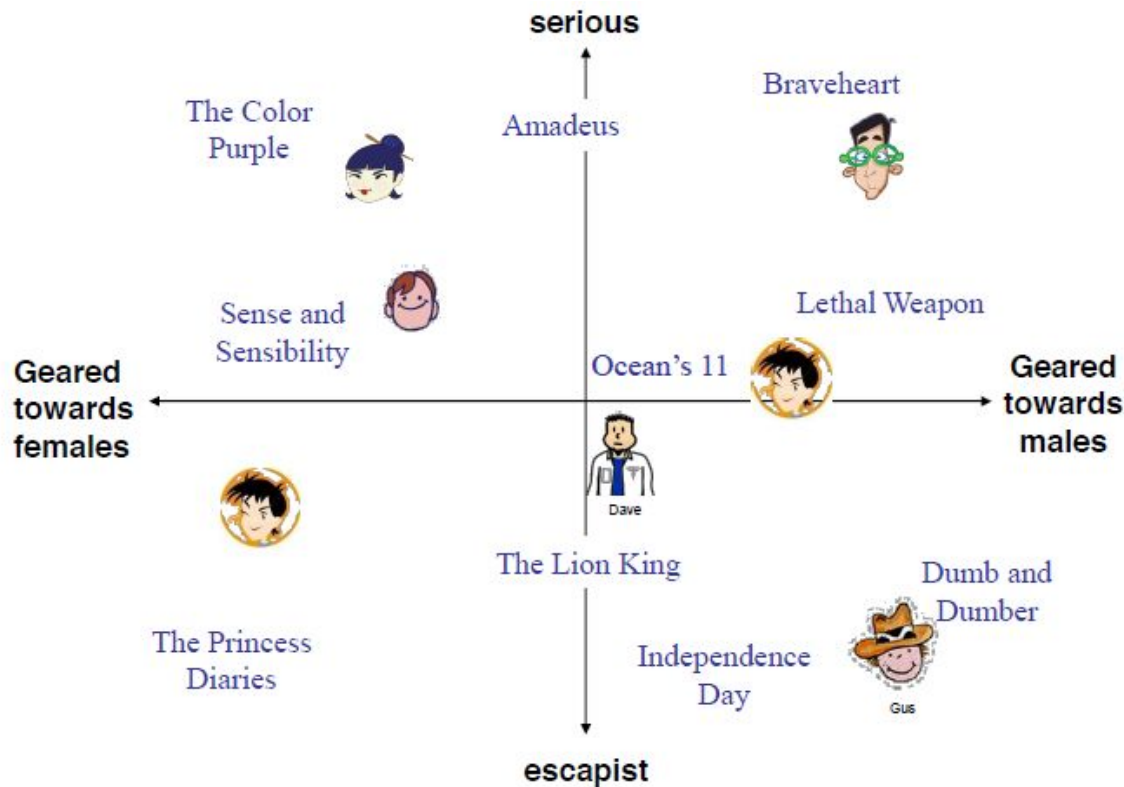 serious
Braveheart
The Color
Purple
Amadeus
Lethal Weapon
Sense and
Sensibility
Ocean's 11
Geared
towards
females
Geared
towards
males
Dave
The Lion King
Dumb and
Dumber
The Princess
Diaries
Independence
Day
Gus
escapist